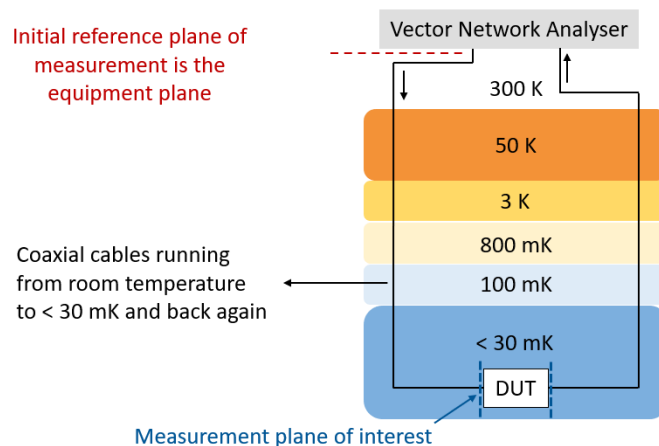 Vector Network Analyser
Initial reference plane of
measurement is the
equipment plane
300 K
50 K
3 K
800 mK
Coaxial cables running
from room temperature
to < 30 mK and back again
100 mK
< 30 mK
DUT
Measurement plane of interest